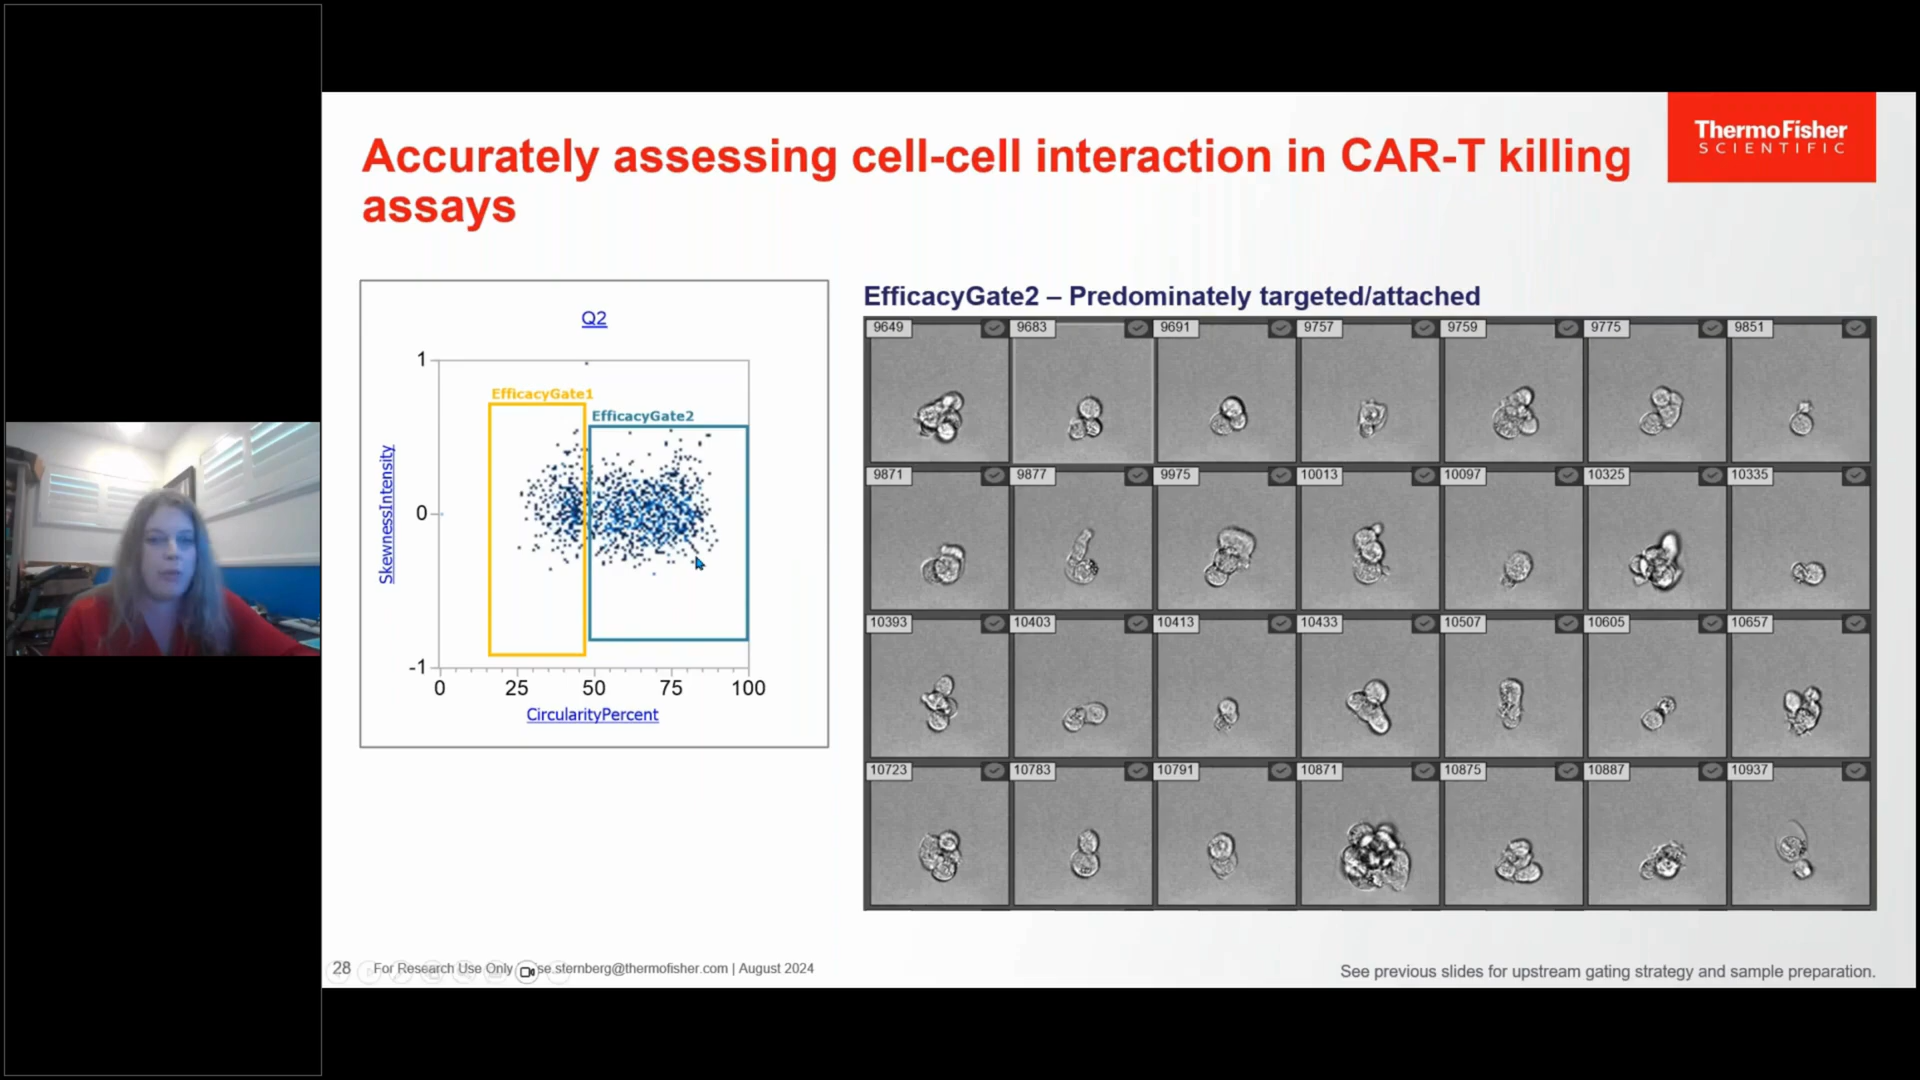 Accurately assessing cell-cell interaction in CAR-T killing
assays
ThermoFisher
SCIENTIFIC
Q2
1
EfficacyGate1
EfficacyGate2
SkewnessIntensity
0
-1
0 25 50 75 100
CircularityPercent
EfficacyGate2 – Predominately targeted/attached
9649 9683 9691 9757 9759 9775 9851
9871 9877 9975 10013 10097 10325 10335
10393 10403 10413 10433 10507 10605 10657
10723 10783 10791 10871 10875 10887 10937
28 For Research Use Only se.sternberg@thermofisher.com | August 2024
See previous slides for upstream gating strategy and sample preparation.